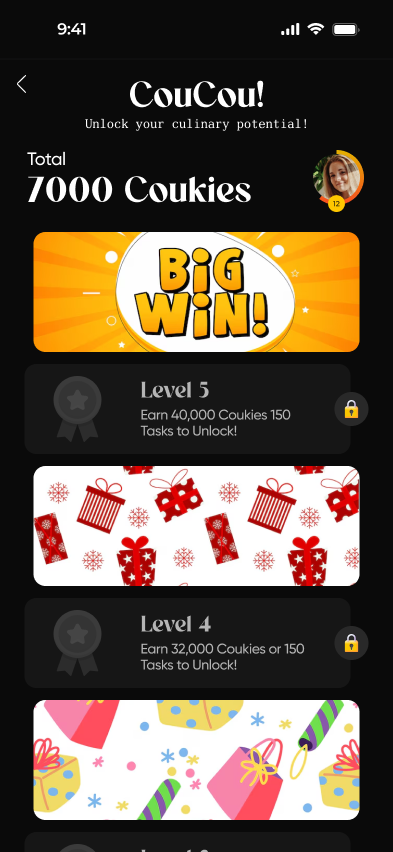 9:41
CouCou!
Unlock your culinary potential!
Total
7000 Coukies
12
BiG
WiN!
Level 5
Earn 40,000 Coukies 150
Tasks to Unlock!
Level 4
Earn 32,000 Coukies or 150
Tasks to Unlock!